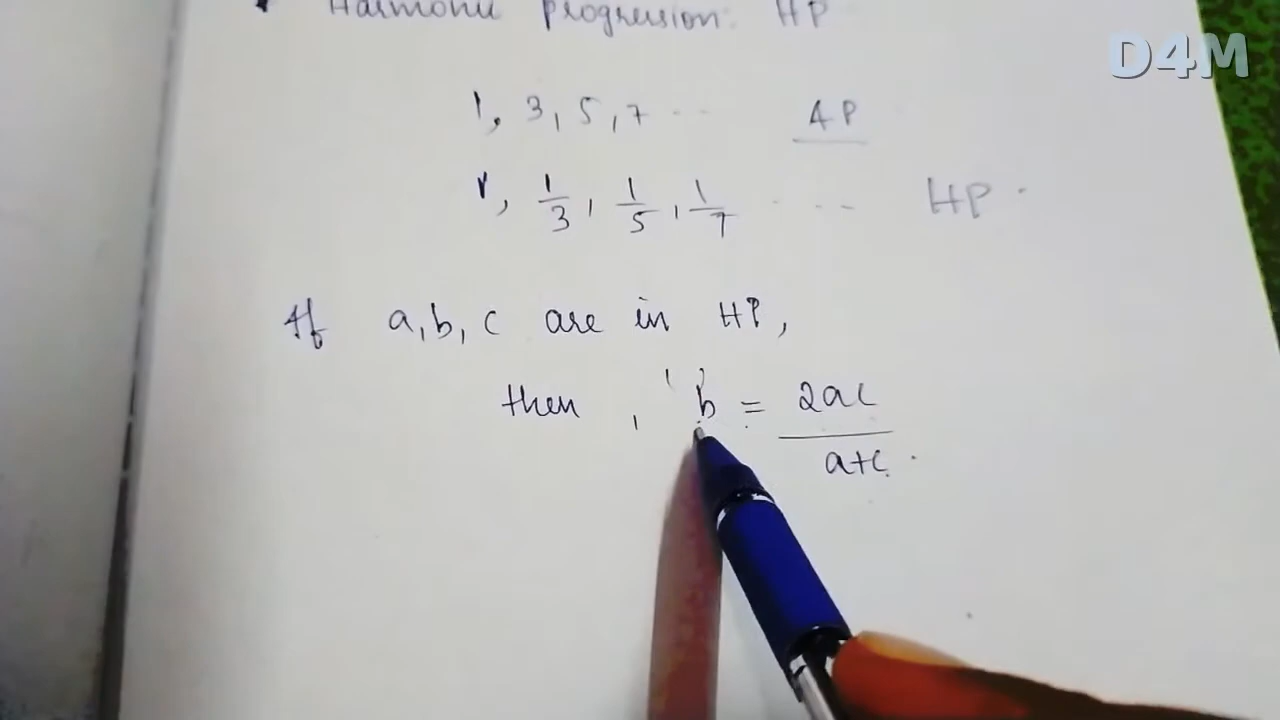 Harmonic progression: HP
D4M
1, 3, 5, 7 ... AP
1, 1/3, 1/5, 1/7 ... HP.
If a, b, c are in HP,
then, 'b' = 2ac / a+c.